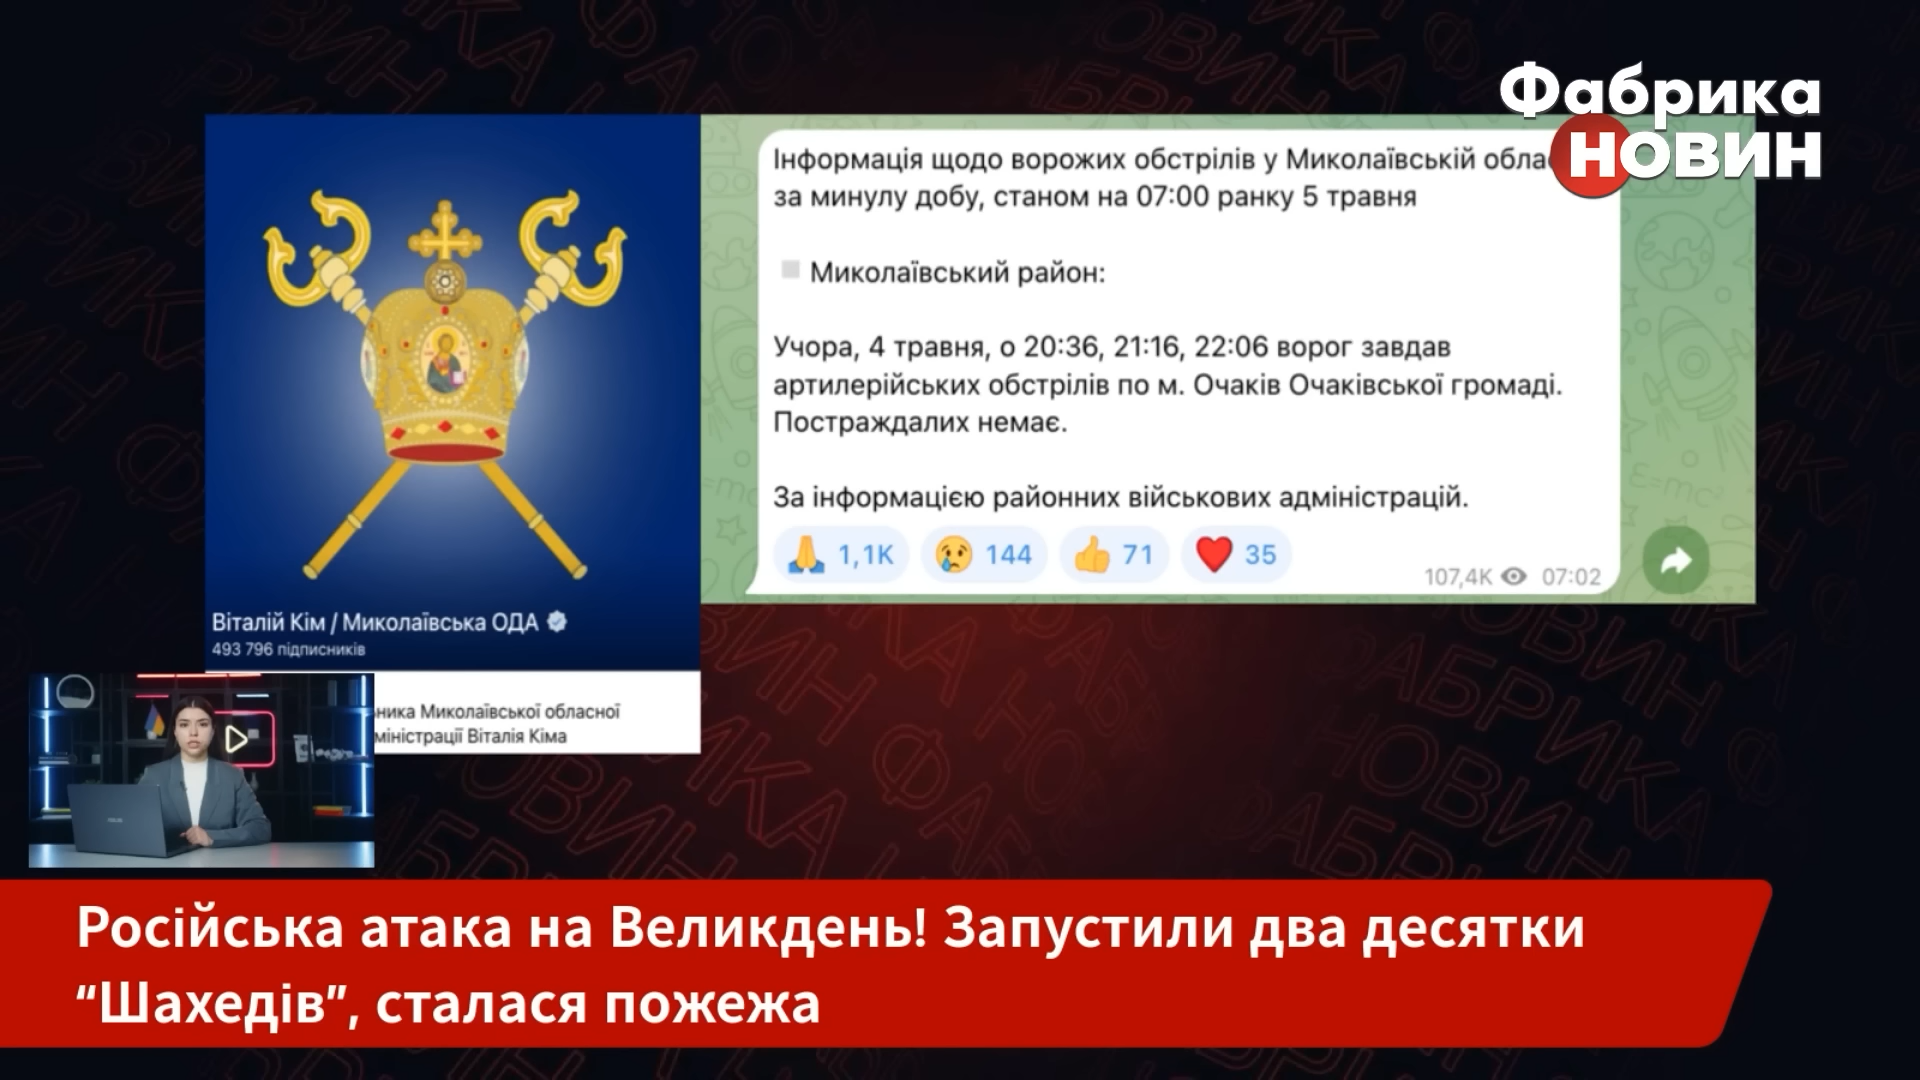 Фабрика
НОВИН
Інформація щодо ворожих обстрілів у Миколаївській
за минулу добу, станом на 07:00 ранку 5 травня
Миколаївський район:
Учора, 4 травня, о 20:36, 21:16, 22:06 ворог завдав
артилерійських обстрілів по м. Очаків Очаківської громаді.
Постраждалих немає.
За інформацією районних військових адміністрацій.
🙏 1,1K 😢 144 👍 71 ❤️ 35
107,4K 07:02
Віталій Кім / Миколаївська ОДА
493 796 підписників
Миколаївської обласної
Віталія Кіма
Російська атака на Великдень! Запустили два десятки
“Шахедів”, сталася пожежа